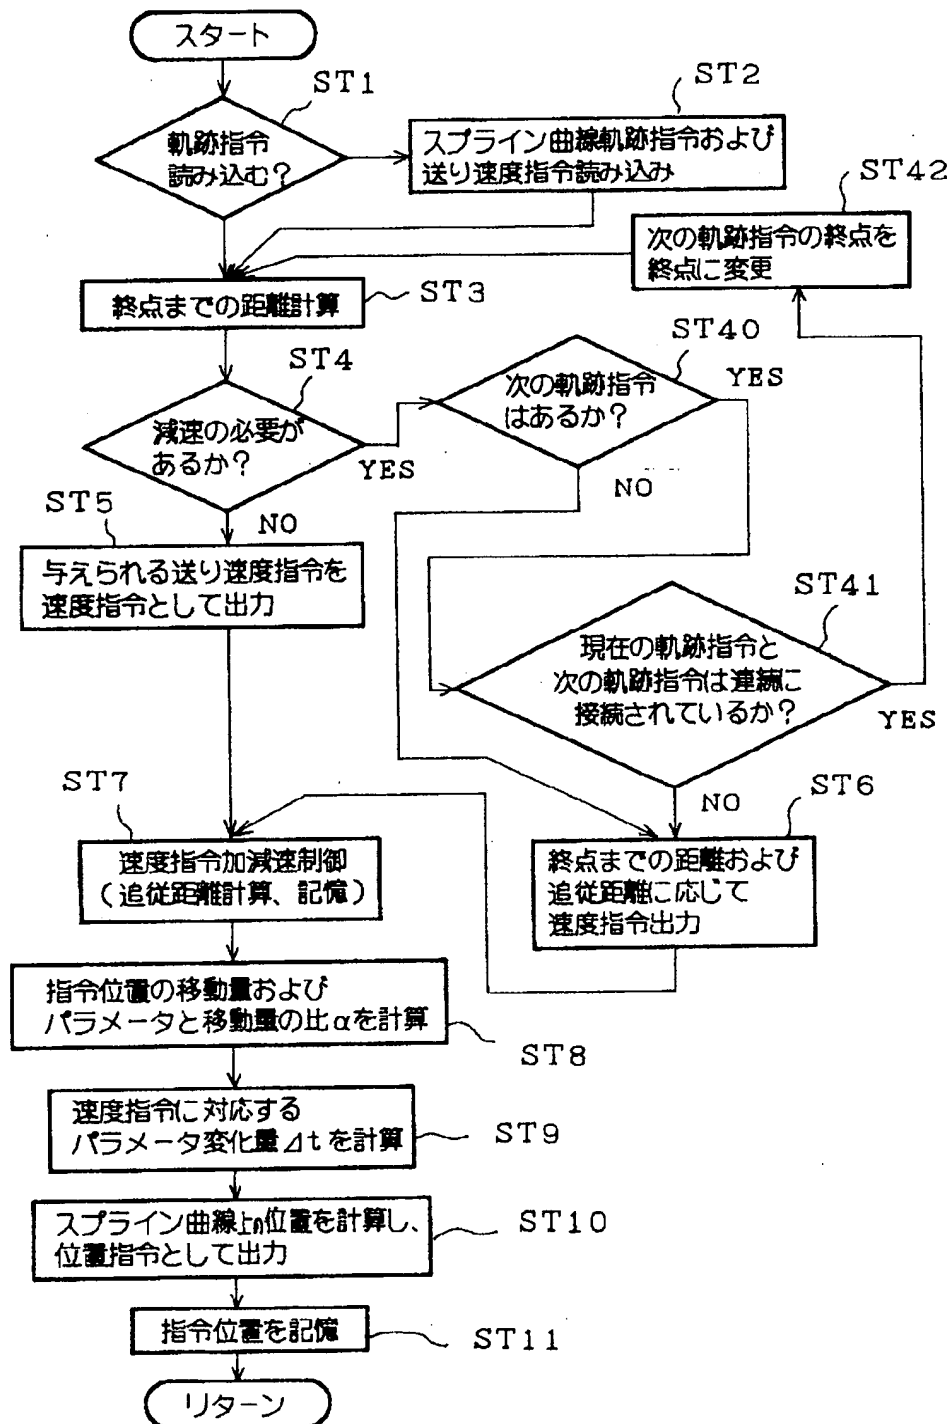 スタート
ST1
軌跡指令
読み込む?
ST2
スプライン曲線軌跡指令および
送り速度指令読み込み
ST42
次の軌跡指令の終点を
終点に変更
終点までの距離計算
ST3
ST4
減速の必要が
あるか?
YES
NO
ST40
次の軌跡指令
はあるか?
YES
NO
ST5
与えられる送り速度指令を
速度指令として出力
ST41
現在の軌跡指令と
次の軌跡指令は連続に
接続されているか?
YES
NO
ST7
速度指令加減速制御
(追従距離計算、記憶)
ST6
終点までの距離および
追従距離に応じて
速度指令出力
指令位置の移動量および
パラメータと移動量の比αを計算
ST8
速度指令に対応する
パラメータ変化量Δtを計算
ST9
スプライン曲線上の位置を計算し、
位置指令として出力
ST10
指令位置を記憶
ST11
リターン